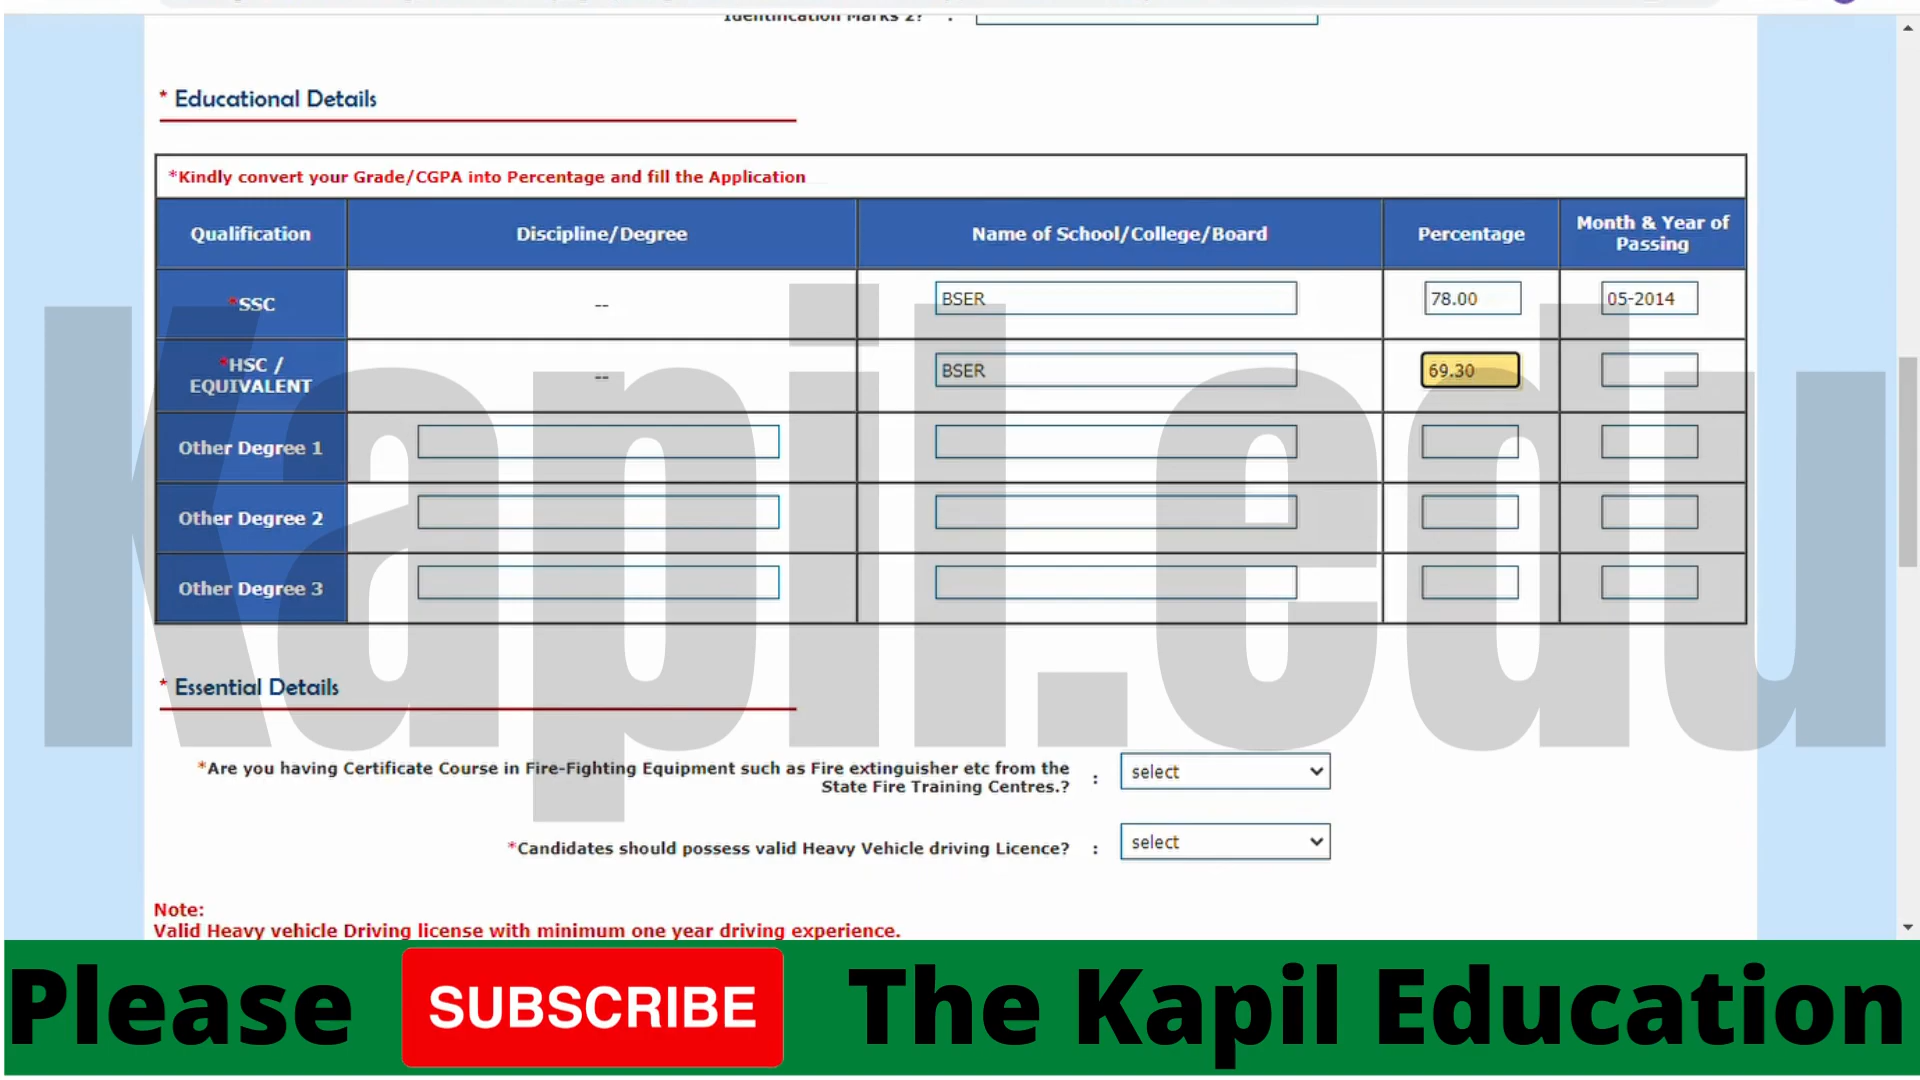 Identification Marks 2? :
* Educational Details
*Kindly convert your Grade/CGPA into Percentage and fill the Application
Qualification Discipline/Degree Name of School/College/Board Percentage Month & Year of Passing
*SSC -- BSER 78.00 05-2014
*HSC / EQUIVALENT -- BSER 69.30
Other Degree 1
Other Degree 2
Other Degree 3
kapil.edu
* Essential Details
*Are you having Certificate Course in Fire-Fighting Equipment such as Fire extinguisher etc from the
State Fire Training Centres.? : select
*Candidates should possess valid Heavy Vehicle driving Licence? : select
Note:
Valid Heavy vehicle Driving license with minimum one year driving experience.
Please SUBSCRIBE The Kapil Education